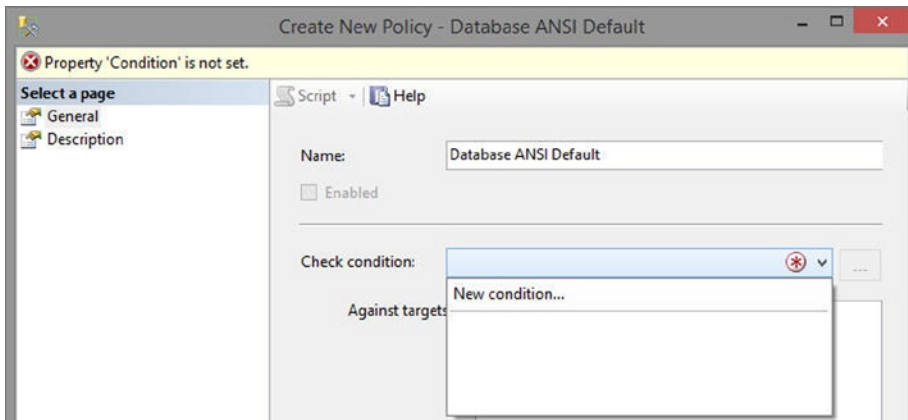 Create New Policy - Database ANSI Default
Property 'Condition' is not set.
Select a page
General
Description
Script
Help
Name:
Database ANSI Default
Enabled
Check condition:
...
New condition...
Against targets